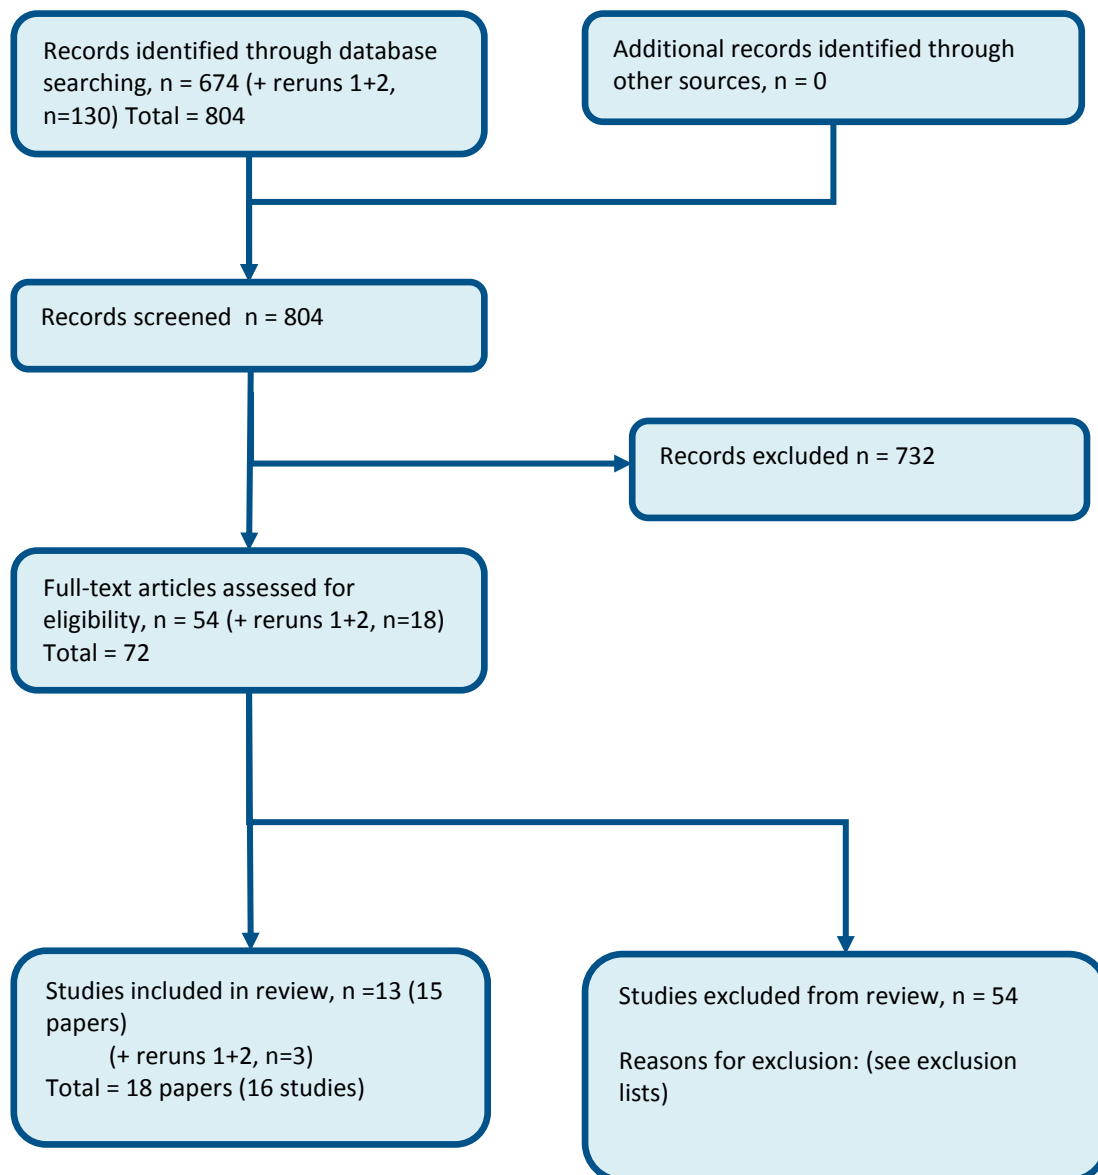 Records identified through database
searching, n = 674 (+ reruns 1+2,
n=130) Total = 804
Additional records identified through
other sources, n = 0
Records screened  n = 804
Records excluded n = 732
Full-text articles assessed for
eligibility, n = 54 (+ reruns 1+2, n=18)
Total = 72
Studies included in review, n =13 (15
papers)
(+ reruns 1+2, n=3)
Total = 18 papers (16 studies)
Studies excluded from review, n = 54
Reasons for exclusion: (see exclusion
lists)